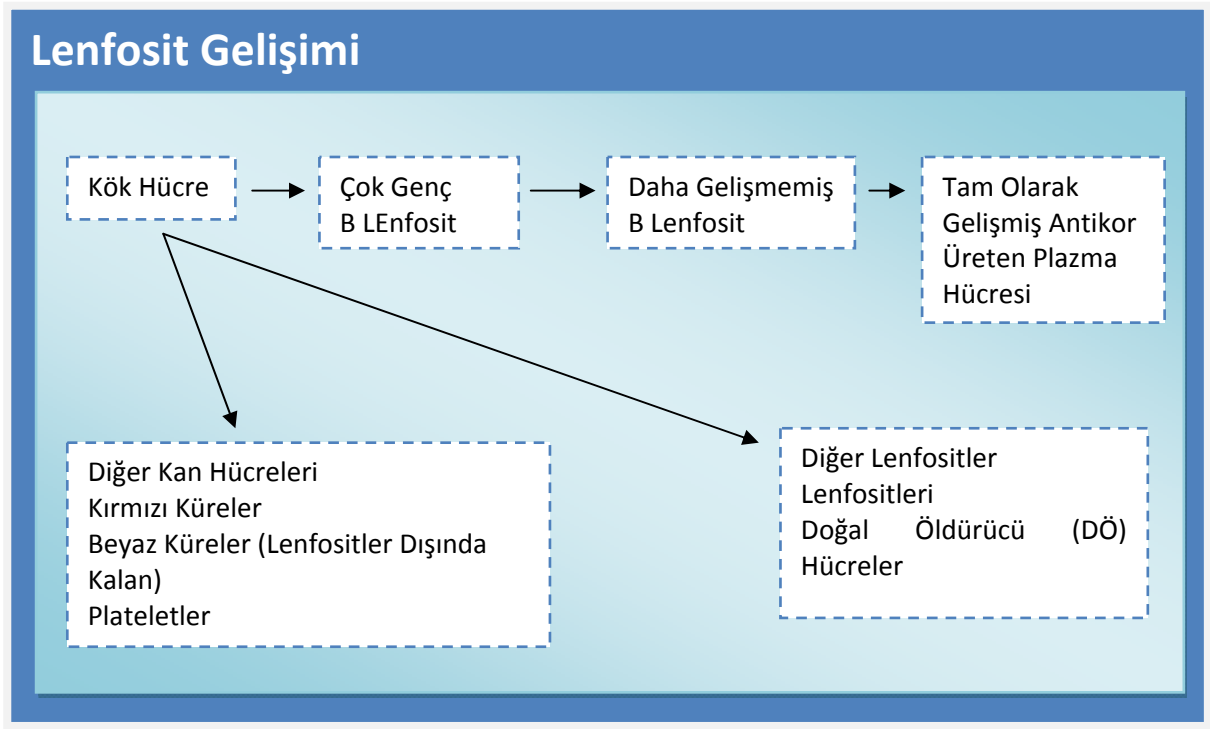 Lenfosit Gelişimi
Kök Hücre
Çok Genç
B LEnfosit
Daha Gelişmemiş
B Lenfosit
Tam Olarak
Gelişmiş Antikor
Üreten Plazma
Hücresi
Diğer Kan Hücreleri
Kırmızı Küreler
Beyaz Küreler (Lenfositler Dışında
Kalan)
Plateletler
Diğer Lenfositler
Lenfositleri
Doğal Öldürücü (DÖ)
Hücreler